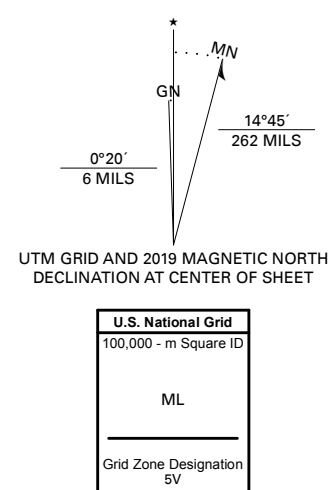 ★
MN
GN
14°45´
262 MILS
0°20´
6 MILS
UTM GRID AND 2019 MAGNETIC NORTH
DECLINATION AT CENTER OF SHEET
U.S. National Grid
100,000 - m Square ID
ML
Grid Zone Designation
5V